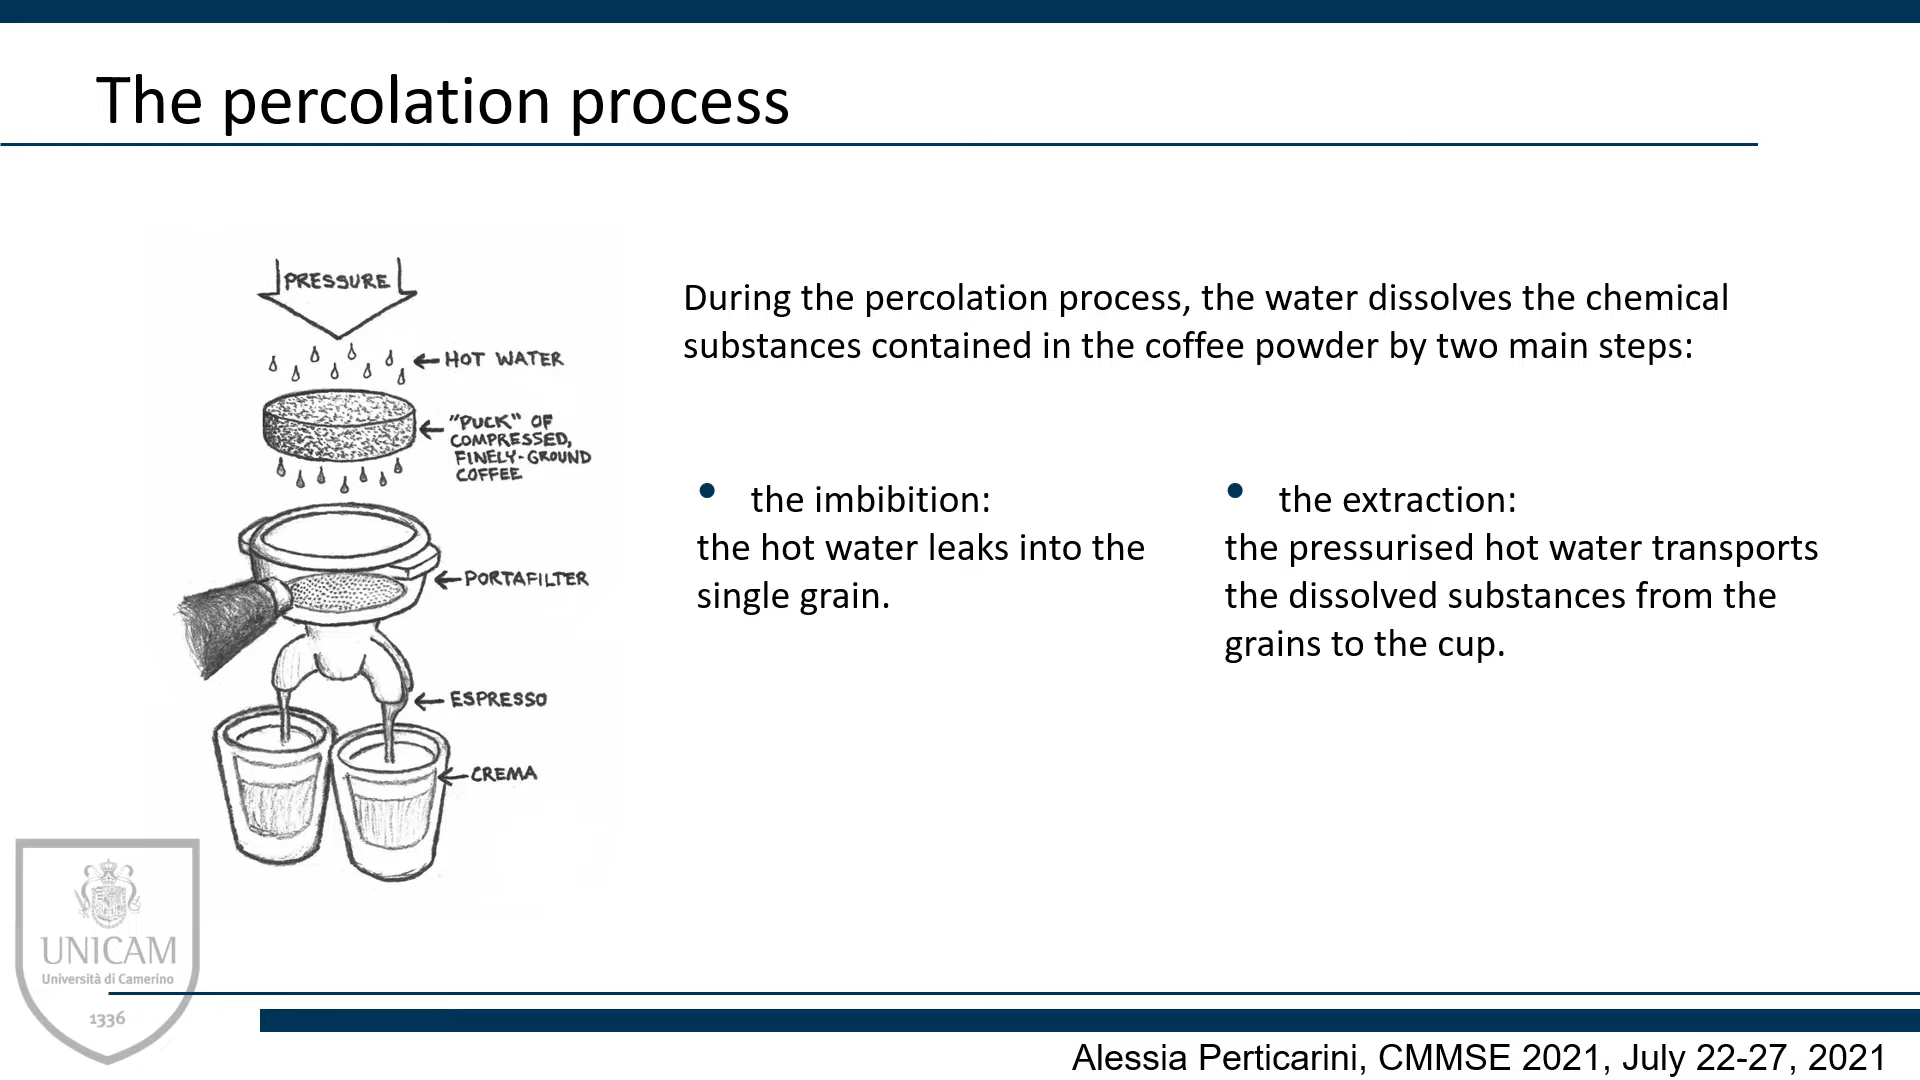 The percolation process
PRESSURE
HOT WATER
"PUCK" OF
COMPRESSED,
FINELY-GROUND
COFFEE
PORTAFILTER
ESPRESSO
CREMA
During the percolation process, the water dissolves the chemical
substances contained in the coffee powder by two main steps:
• the imbibition:
the hot water leaks into the
single grain.
• the extraction:
the pressurised hot water transports
the dissolved substances from the
grains to the cup.
UNICAM
Università di Camerino
1336
Alessia Perticarini, CMMSE 2021, July 22-27, 2021